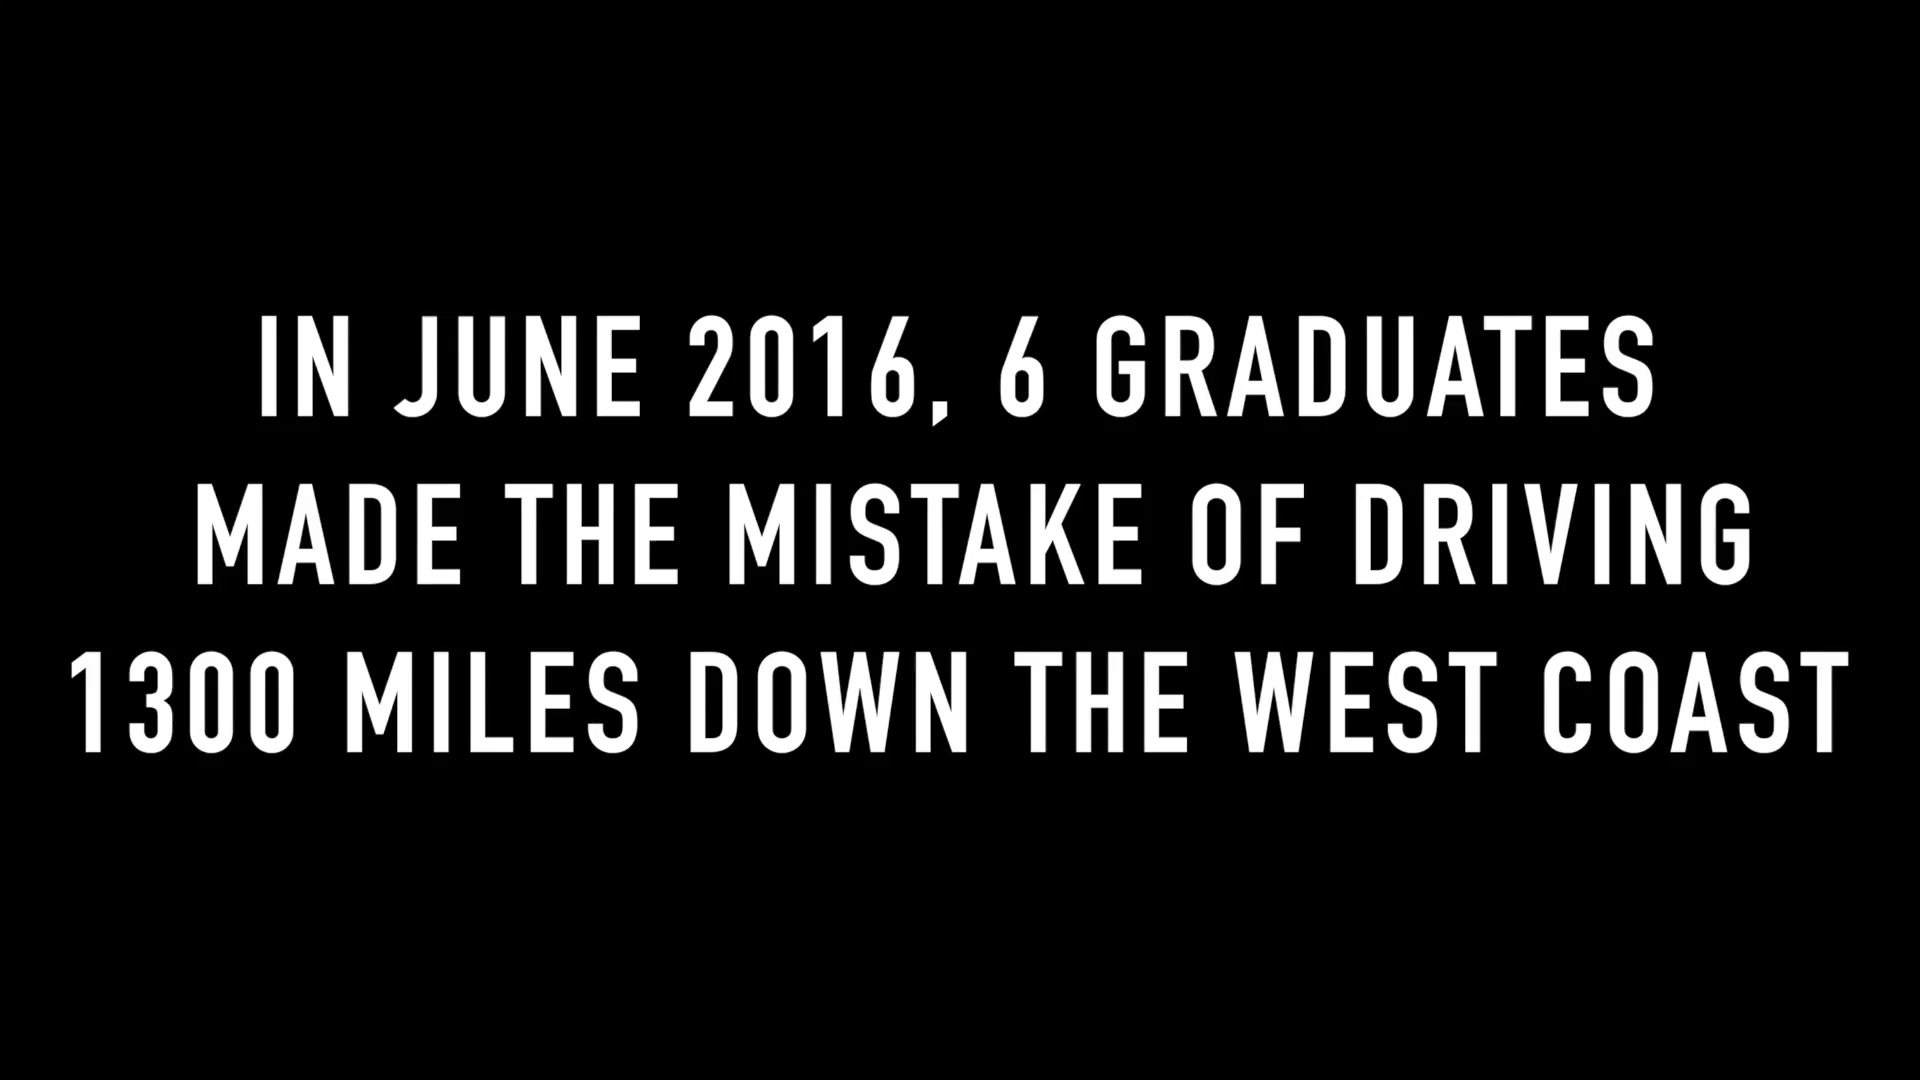 IN JUNE 2016, 6 GRADUATES
MADE THE MISTAKE OF DRIVING
1300 MILES DOWN THE WEST COAST